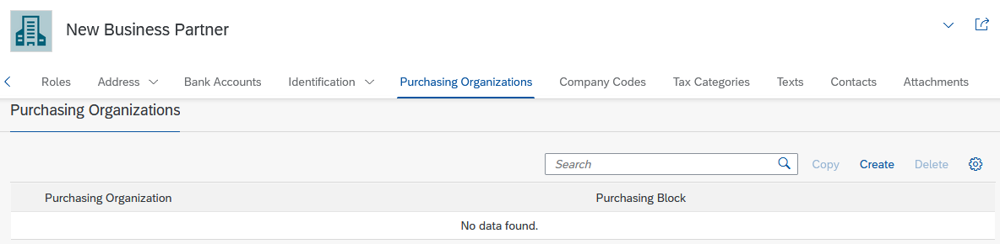 New Business Partner
Roles Address Bank Accounts Identification Purchasing Organizations Company Codes Tax Categories Texts Contacts Attachments
Purchasing Organizations
Search Copy Create Delete
Purchasing Organization Purchasing Block
No data found.